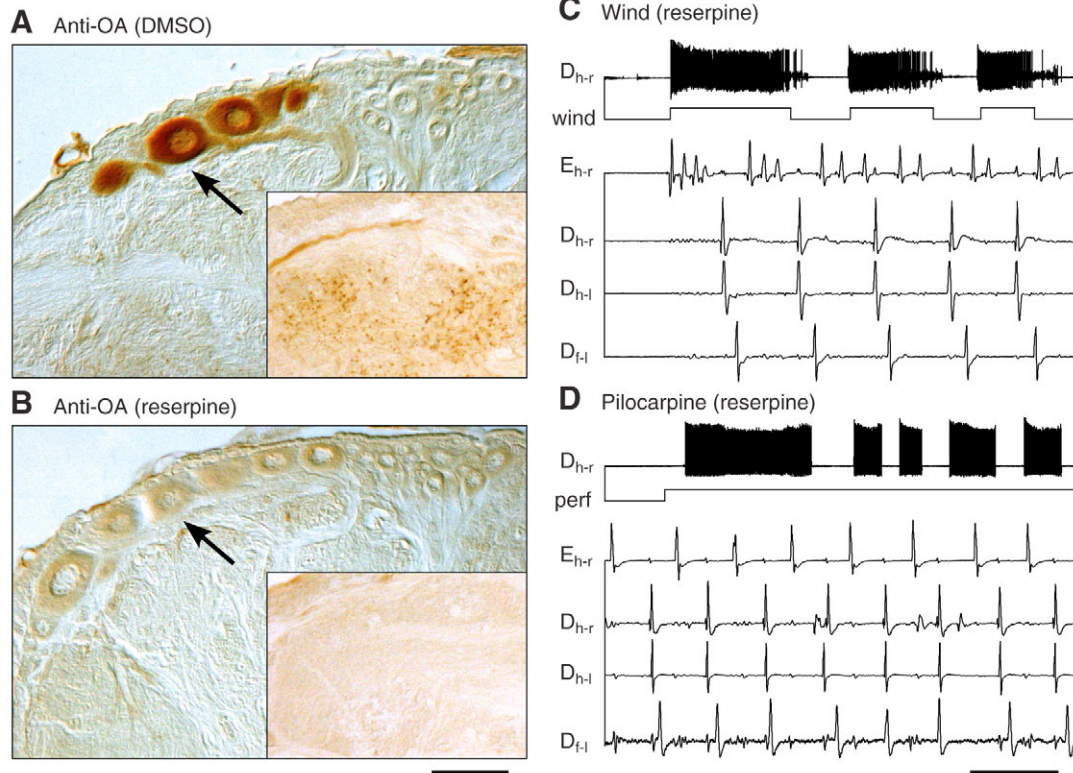 A Anti-OA (DMSO)
B Anti-OA (reserpine)
C Wind (reserpine)
Dh-r
wind
Eh-r
Dh-r
Dh-l
Df-l
D Pilocarpine (reserpine)
Dh-r
perf
Eh-r
Dh-r
Dh-l
Df-l